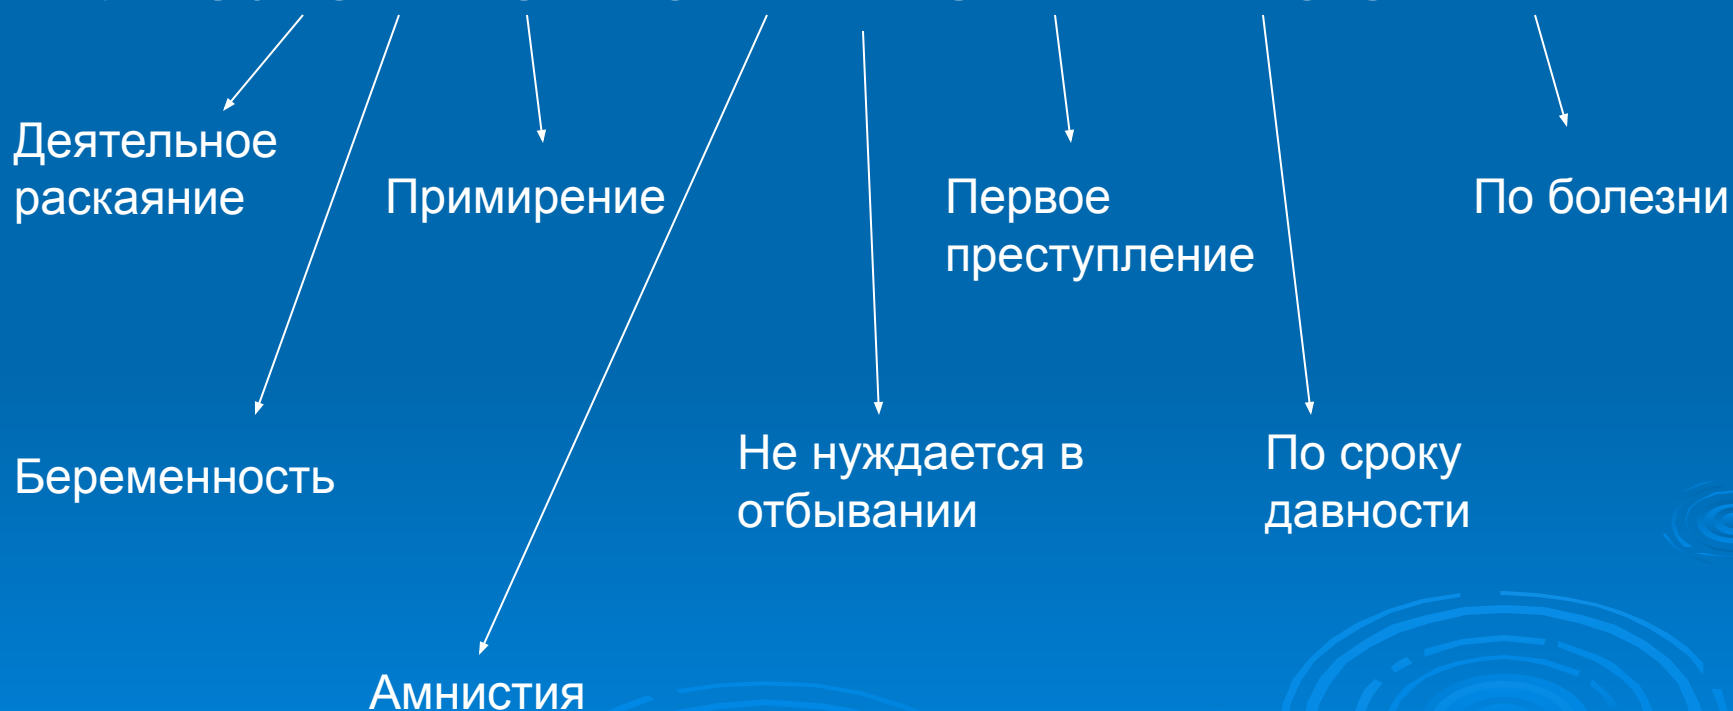 Деятельное
раскаяние
Примирение
Первое
преступление
По болезни
Беременность
Не нуждается в
отбывании
По сроку
давности
Амнистия